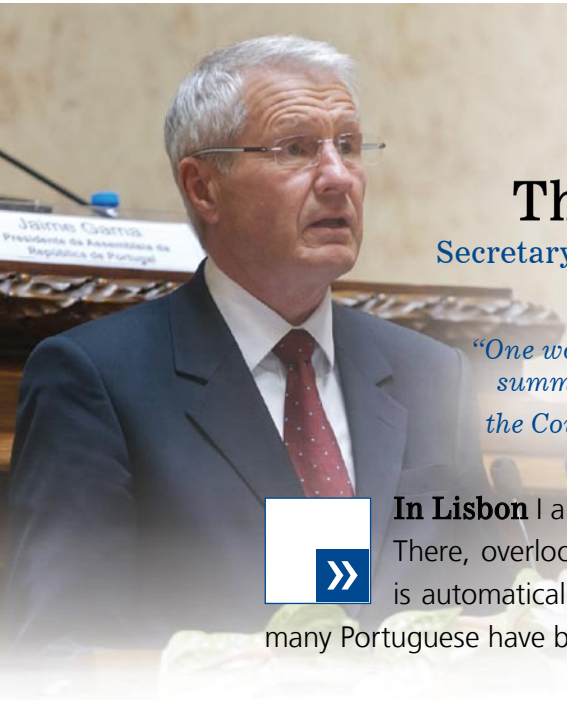 Jaime Gama
Presidente da Assembleia da
República de Portugal
Th
Secretary
“One wo
summ
the Cou
In Lisbon I a
There, overloo
is automatical
many Portuguese have b